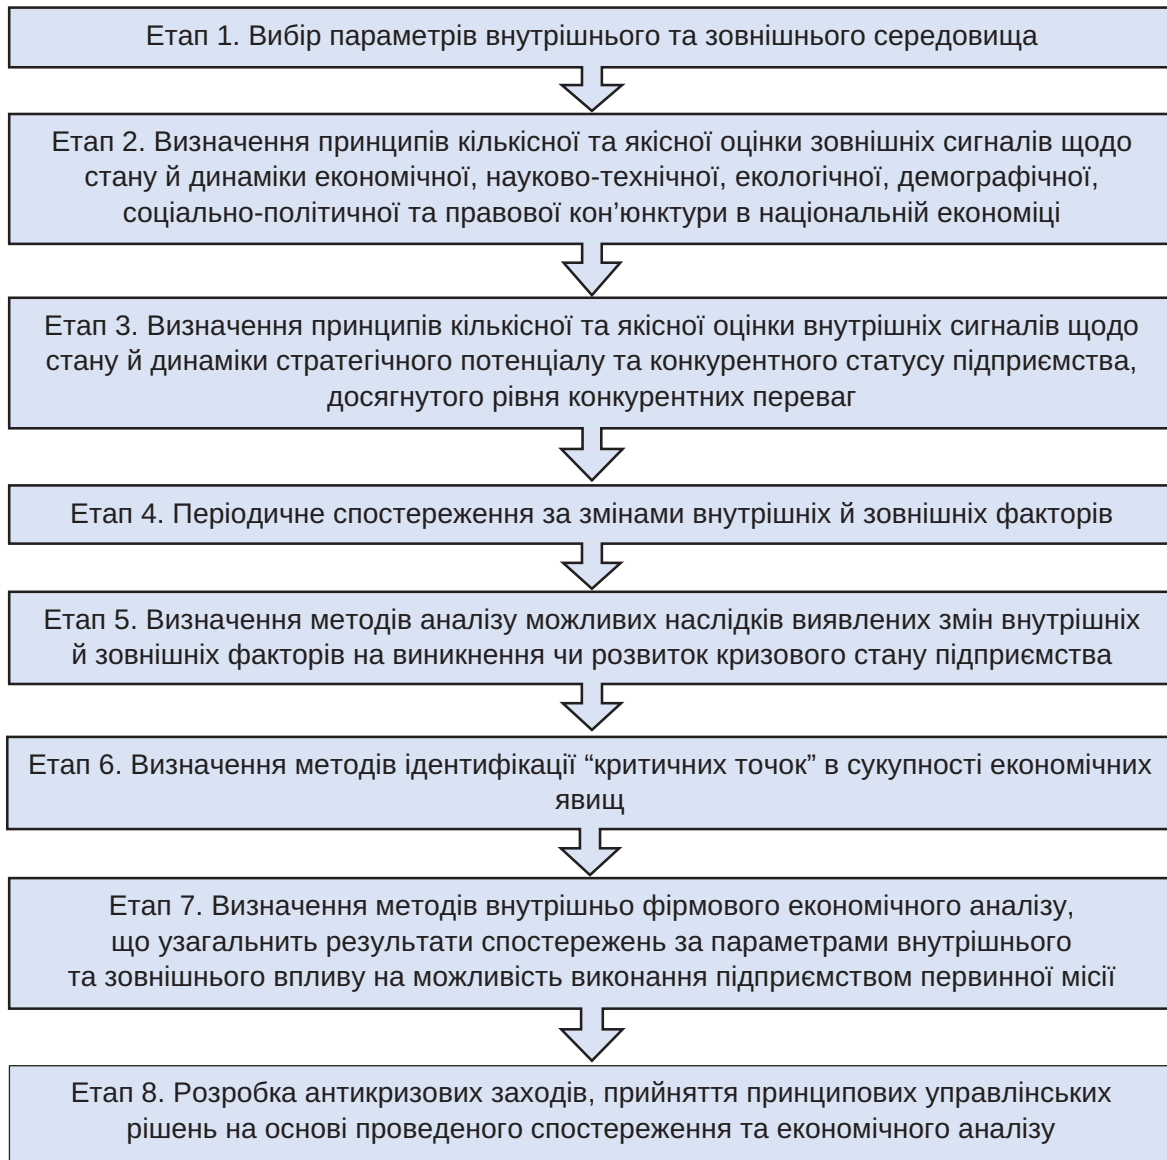 Етап 1. Вибір параметрів внутрішнього та зовнішнього середовища
Етап 2. Визначення принципів кількісної та якісної оцінки зовнішніх сигналів щодо
стану й динаміки економічної, науково-технічної, екологічної, демографічної,
соціально-політичної та правової кон’юнктури в національній економіці
Етап 3. Визначення принципів кількісної та якісної оцінки внутрішніх сигналів щодо
стану й динаміки стратегічного потенціалу та конкурентного статусу підприємства,
досягнутого рівня конкурентних переваг
Етап 4. Періодичне спостереження за змінами внутрішніх й зовнішніх факторів
Етап 5. Визначення методів аналізу можливих наслідків виявлених змін внутрішніх
й зовнішніх факторів на виникнення чи розвиток кризового стану підприємства
Етап 6. Визначення методів ідентифікації “критичних точок” в сукупності економічних
явищ
Етап 7. Визначення методів внутрішньо фірмового економічного аналізу,
що узагальнить результати спостережень за параметрами внутрішнього
та зовнішнього впливу на можливість виконання підприємством первинної місії
Етап 8. Розробка антикризових заходів, прийняття принципових управлінських
рішень на основі проведеного спостереження та економічного аналізу